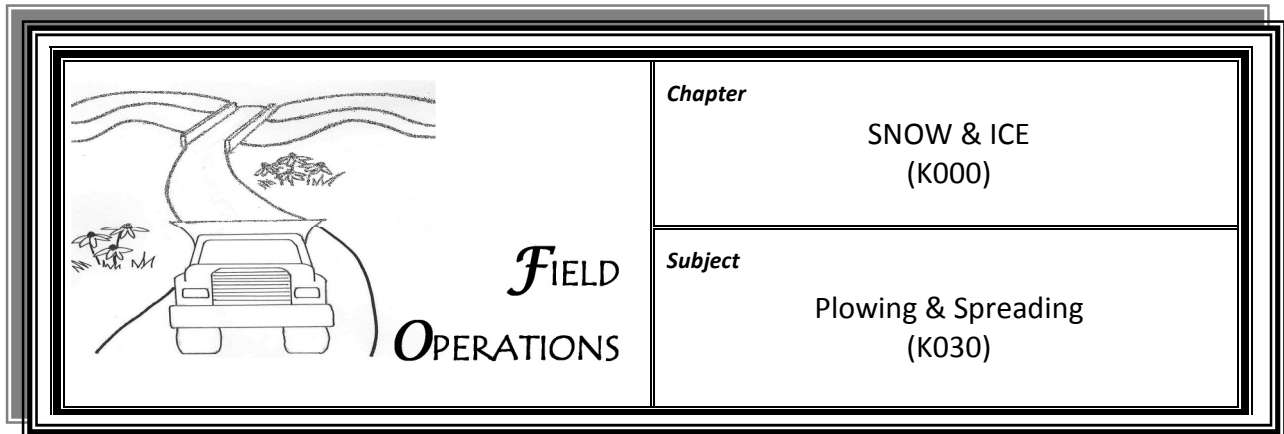 FIELD
OPERATIONS
Chapter
SNOW & ICE
(K000)
Subject
Plowing & Spreading
(K030)